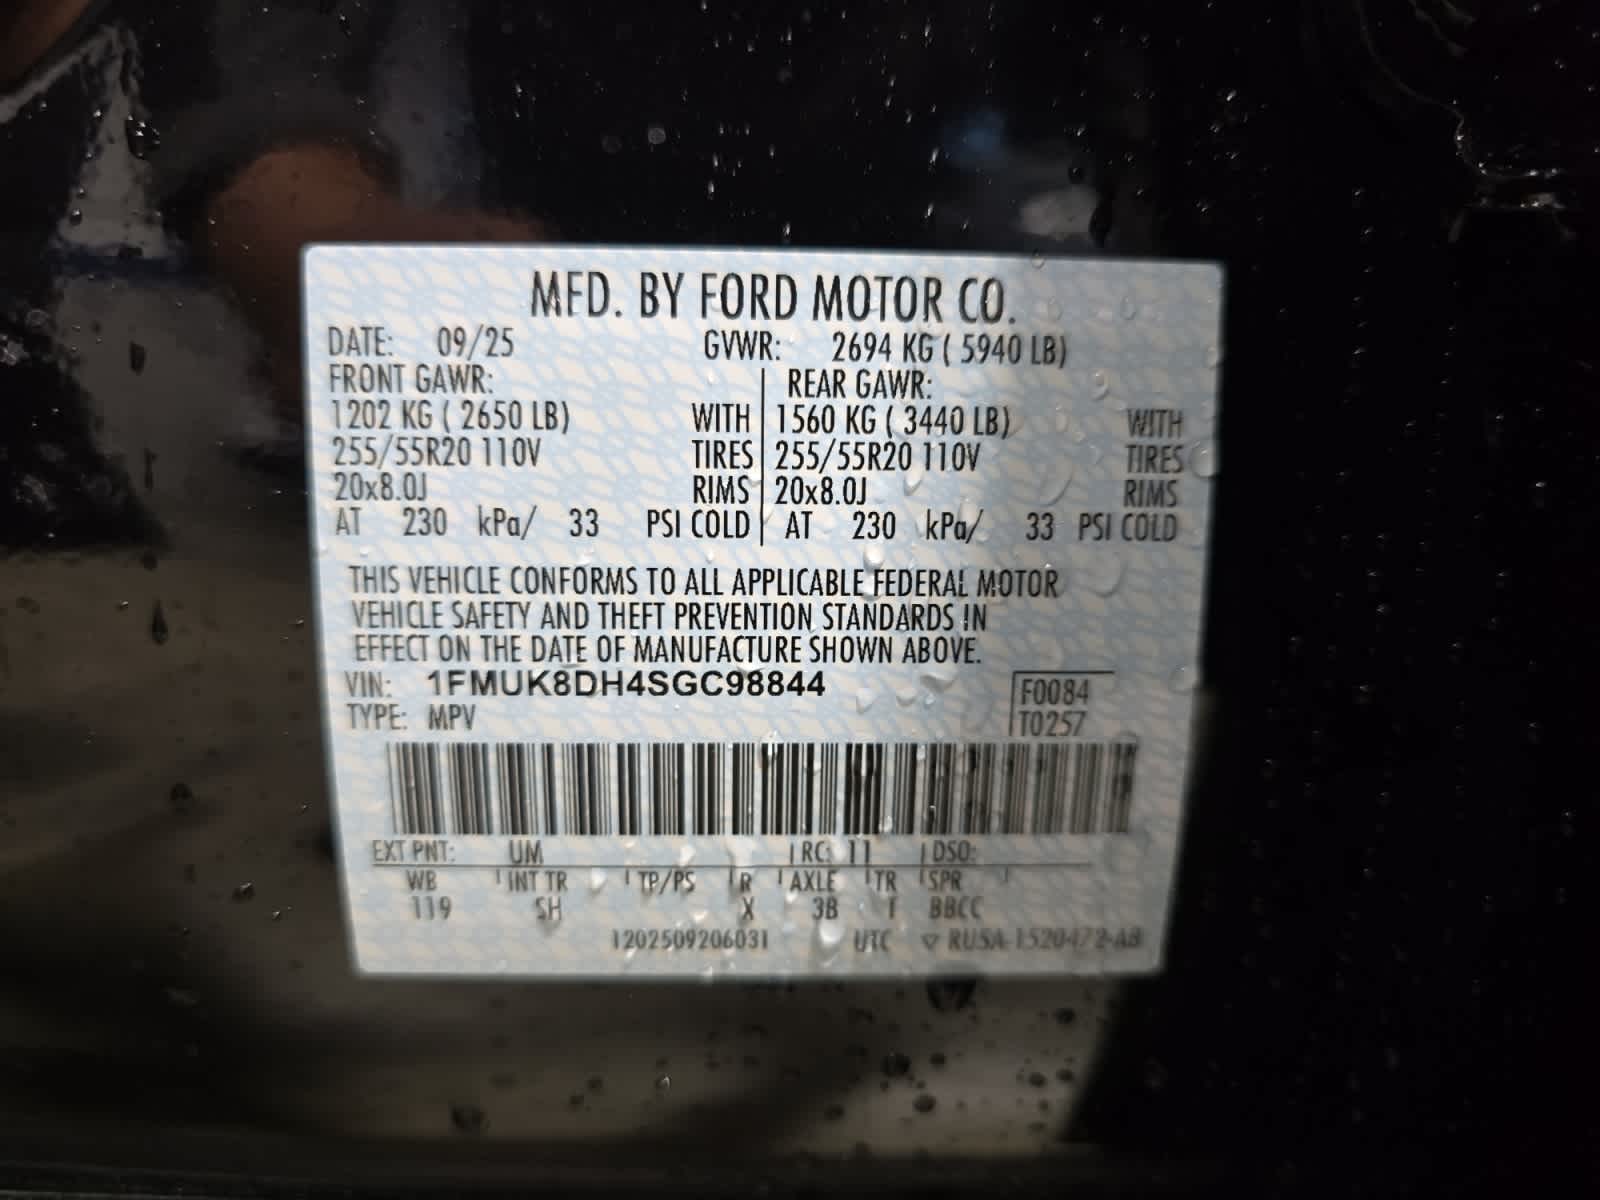 MFD. BY FORD MOTOR CO.
DATE: 09/25 GVWR: 2694 KG ( 5940 LB)
FRONT GAWR: REAR GAWR:
1202 KG ( 2650 LB) WITH 1560 KG ( 3440 LB) WITH
255/55R20 110V TIRES 255/55R20 110V TIRES
20x8.0J RIMS 20x8.0J RIMS
AT 230 kPa/ 33 PSI COLD AT 230 kPa/ 33 PSI COLD
THIS VEHICLE CONFORMS TO ALL APPLICABLE FEDERAL MOTOR
VEHICLE SAFETY AND THEFT PREVENTION STANDARDS IN
EFFECT ON THE DATE OF MANUFACTURE SHOWN ABOVE.
VIN: 1FMUK8DH4SGC98844
TYPE: MPV
F0084
T0257
EXT PNT: UM RC: 11 DSO:
WB INT TR TP/PS R AXLE TR SPR
119 SH X 3B T BBCC
1202509206031 UTC ▽ RUSA-1520472-AB